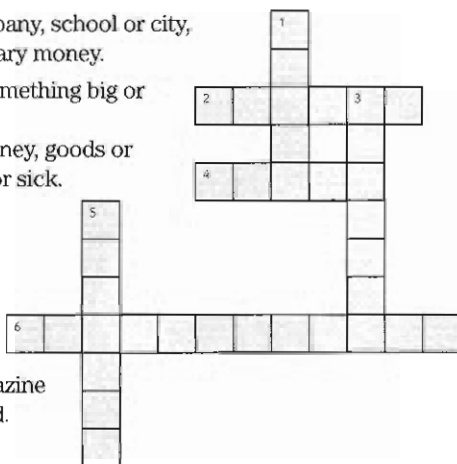 pany, school or city,
ary money.
mething big or
ney, goods or
or sick.
azine
d.
1
2
3
4
5
6